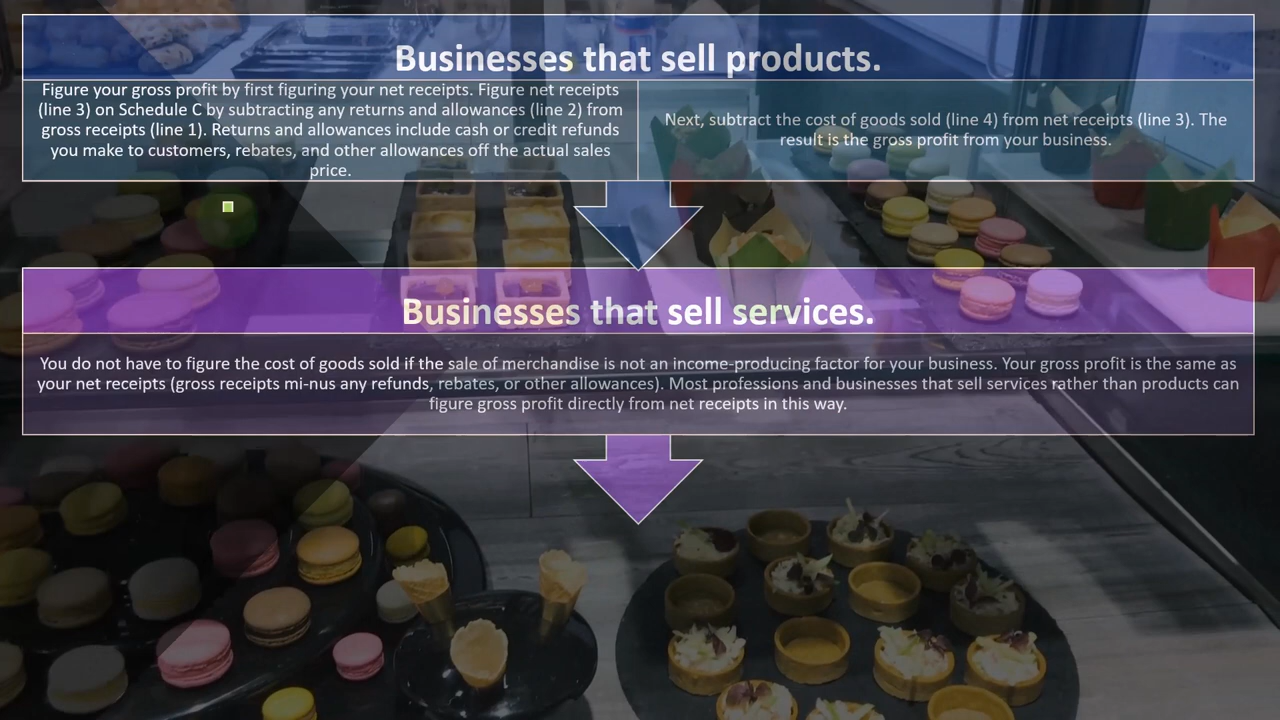 Businesses that sell products.
Figure your gross profit by first figuring your net receipts. Figure net receipts
(line 3) on Schedule C by subtracting any returns and allowances (line 2) from
gross receipts (line 1). Returns and allowances include cash or credit refunds
you make to customers, rebates, and other allowances off the actual sales
price.
Next, subtract the cost of goods sold (line 4) from net receipts (line 3). The
result is the gross profit from your business.
Businesses that sell services.
You do not have to figure the cost of goods sold if the sale of merchandise is not an income-producing factor for your business. Your gross profit is the same as
your net receipts (gross receipts mi-nus any refunds, rebates, or other allowances). Most professions and businesses that sell services rather than products can
figure gross profit directly from net receipts in this way.